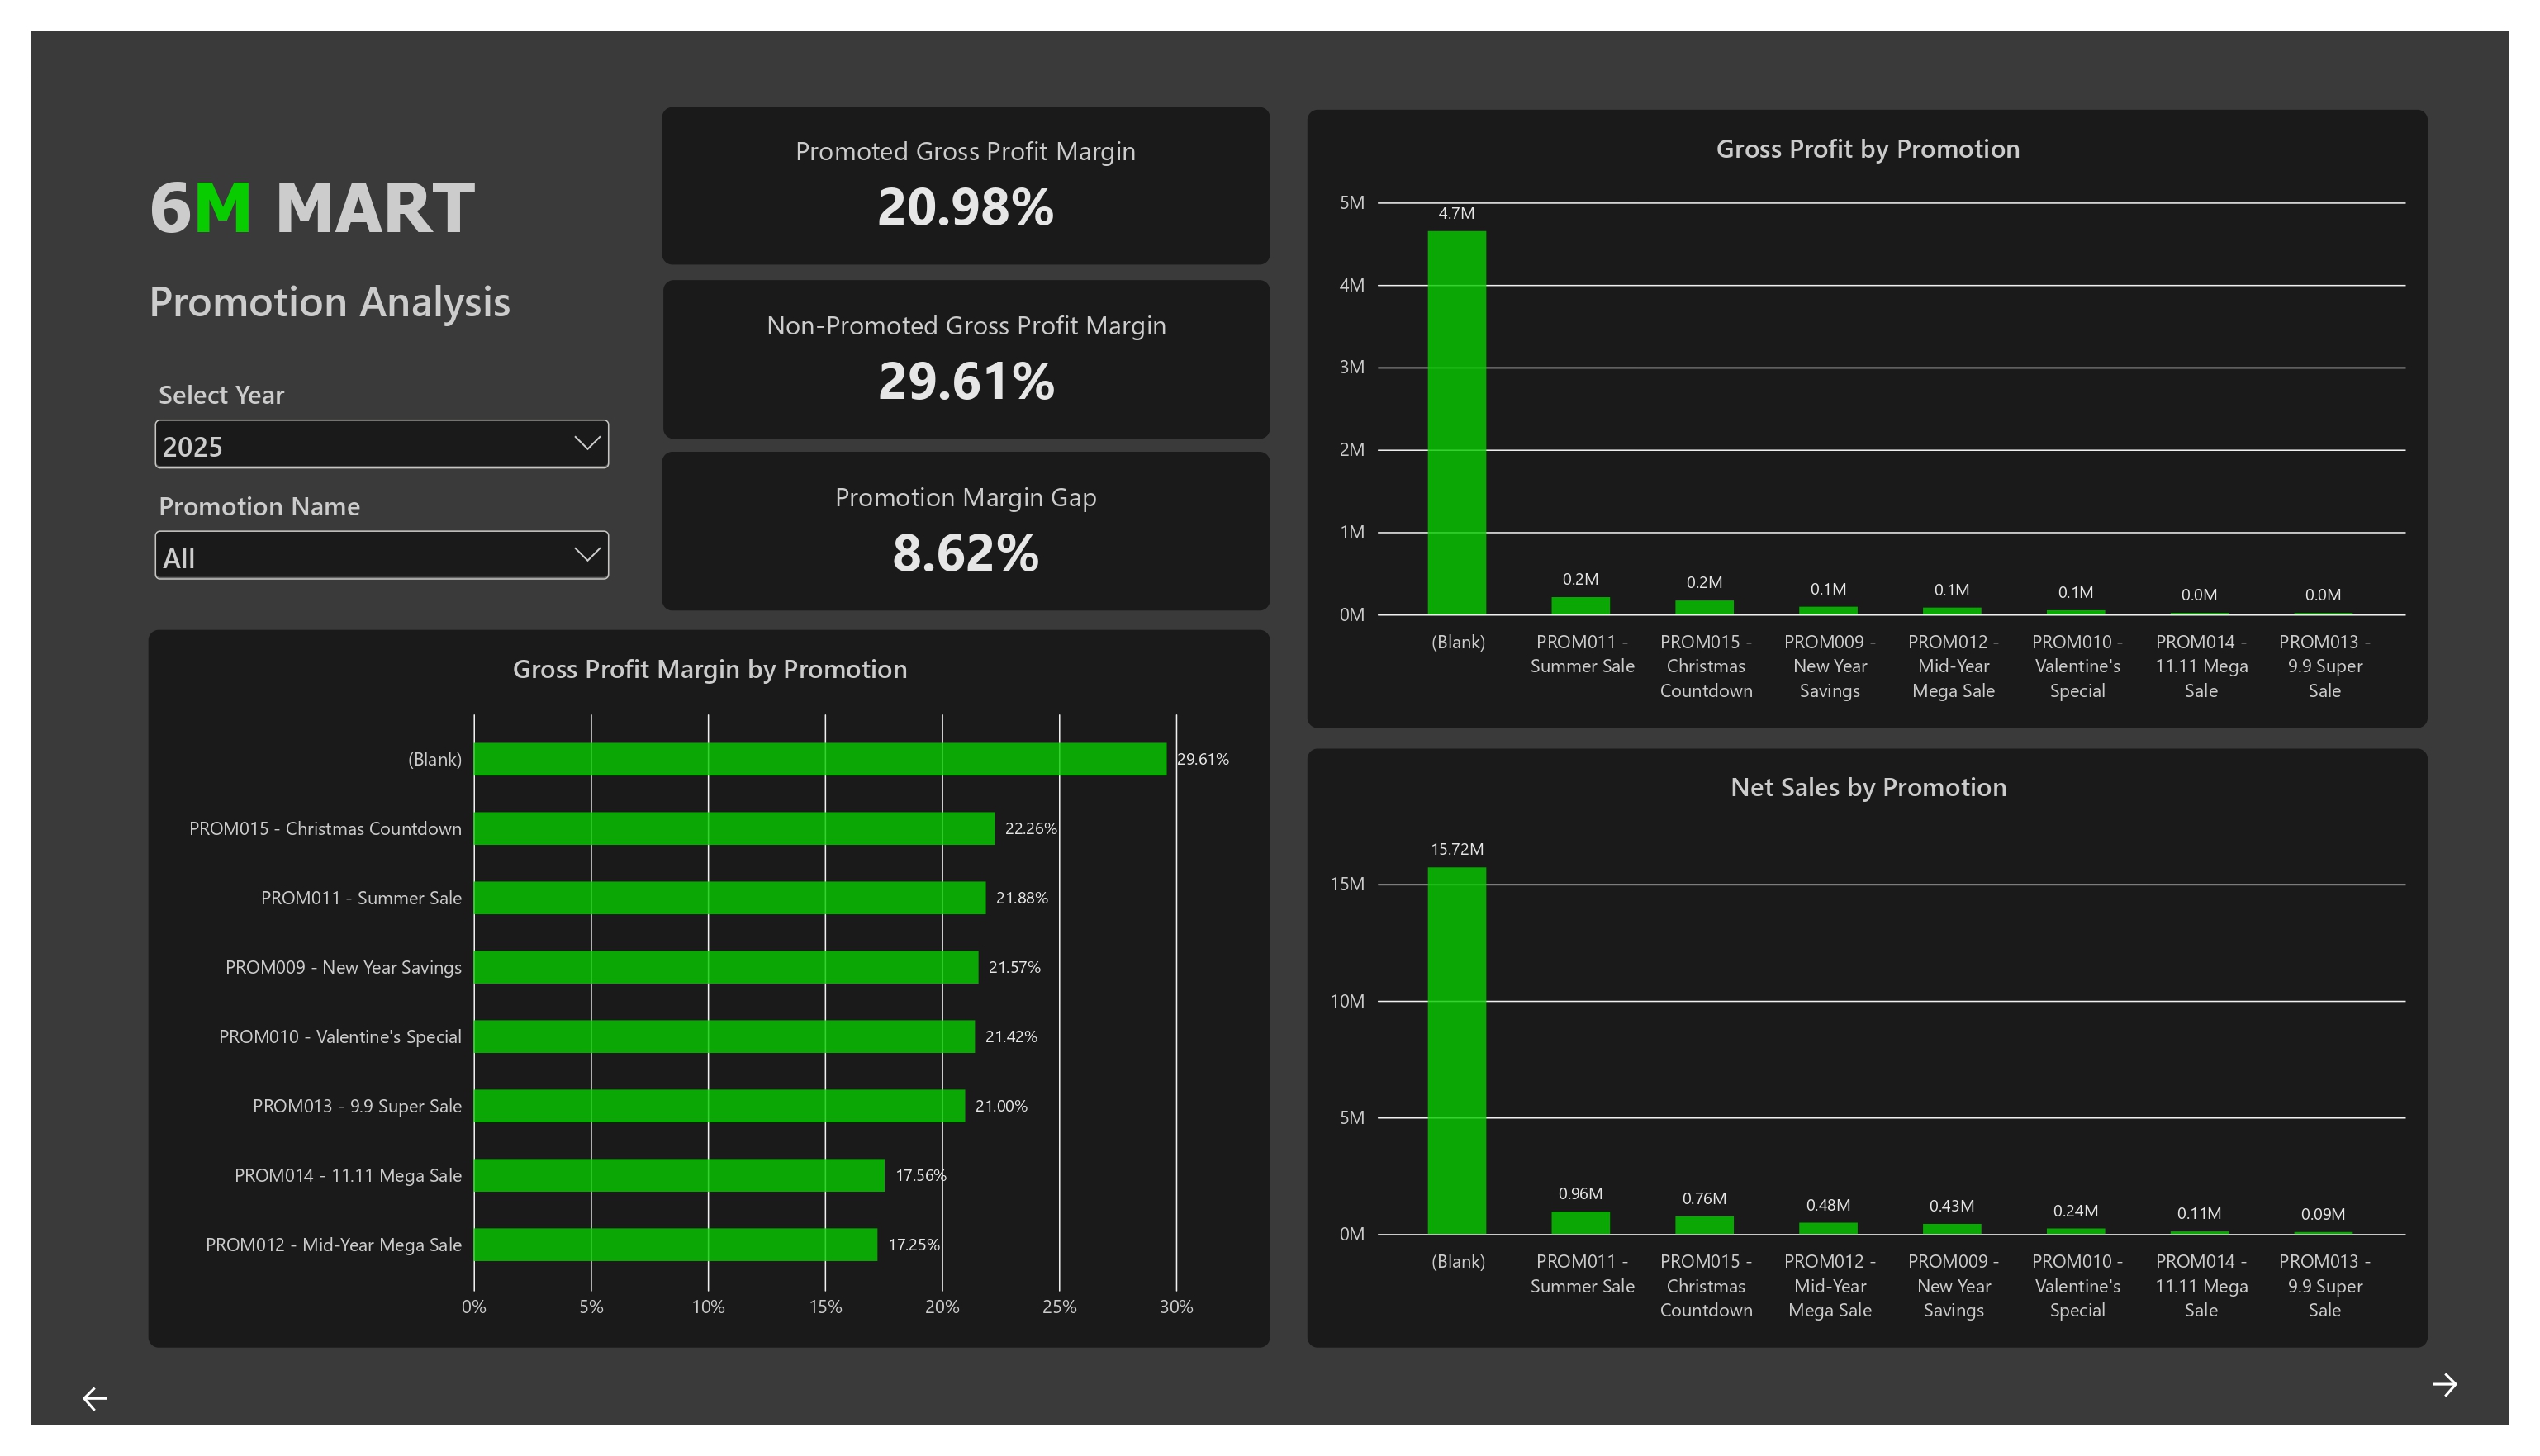 6M MART
Promotion Analysis
Select Year
2025
Promotion Name
All
Promoted Gross Profit Margin
20.98%
Non-Promoted Gross Profit Margin
29.61%
Promotion Margin Gap
8.62%
Gross Profit Margin by Promotion
(Blank)
29.61%
PROM015 - Christmas Countdown
22.26%
PROM011 - Summer Sale
21.88%
PROM009 - New Year Savings
21.57%
PROM010 - Valentine's Special
21.42%
PROM013 - 9.9 Super Sale
21.00%
PROM014 - 11.11 Mega Sale
17.56%
PROM012 - Mid-Year Mega Sale
17.25%
0% 5% 10% 15% 20% 25% 30%
Gross Profit by Promotion
5M
4M
3M
2M
1M
0M
4.7M 0.2M 0.2M 0.1M 0.1M 0.1M 0.0M 0.0M
(Blank)
PROM011 -
Summer Sale
PROM015 -
Christmas
Countdown
PROM009 -
New Year
Savings
PROM012 -
Mid-Year
Mega Sale
PROM010 -
Valentine's
Special
PROM014 -
11.11 Mega
Sale
PROM013 -
9.9 Super
Sale
Net Sales by Promotion
15M
10M
5M
0M
15.72M 0.96M 0.76M 0.48M 0.43M 0.24M 0.11M 0.09M
(Blank)
PROM011 -
Summer Sale
PROM015 -
Christmas
Countdown
PROM012 -
Mid-Year
Mega Sale
PROM009 -
New Year
Savings
PROM010 -
Valentine's
Special
PROM014 -
11.11 Mega
Sale
PROM013 -
9.9 Super
Sale